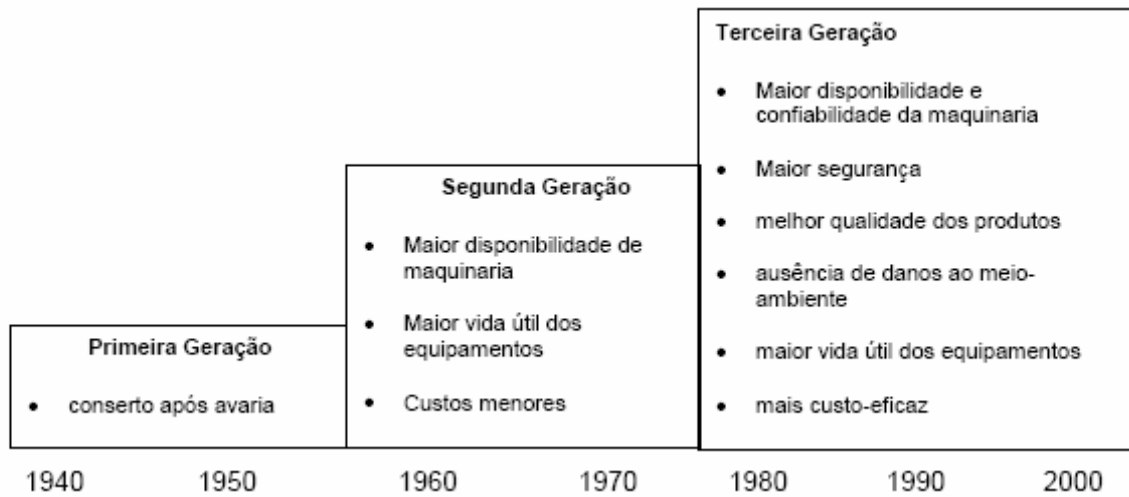 Primeira Geração
• conserto após avaria
Segunda Geração
• Maior disponibilidade de
maquinaria
• Maior vida útil dos
equipamentos
• Custos menores
Terceira Geração
• Maior disponibilidade e
confiabilidade da maquinaria
• Maior segurança
• melhor qualidade dos produtos
• ausência de danos ao meio-
ambiente
• maior vida útil dos equipamentos
• mais custo-eficaz
1940 1950 1960 1970 1980 1990 2000